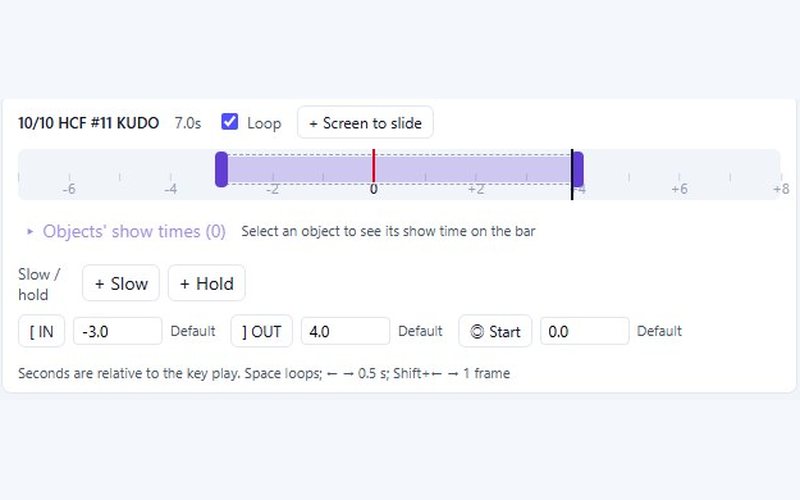 10/10 HCF #11 KUDO 7.0s Loop + Screen to slide
-6 -4 -2 0 +2 +4 +6 +8
▸ Objects' show times (0) Select an object to see its show time on the bar
Slow /
hold
+ Slow + Hold
[ IN -3.0 Default ] OUT 4.0 Default ◎ Start 0.0 Default
Seconds are relative to the key play. Space loops; ← → 0.5 s; Shift+← → 1 frame